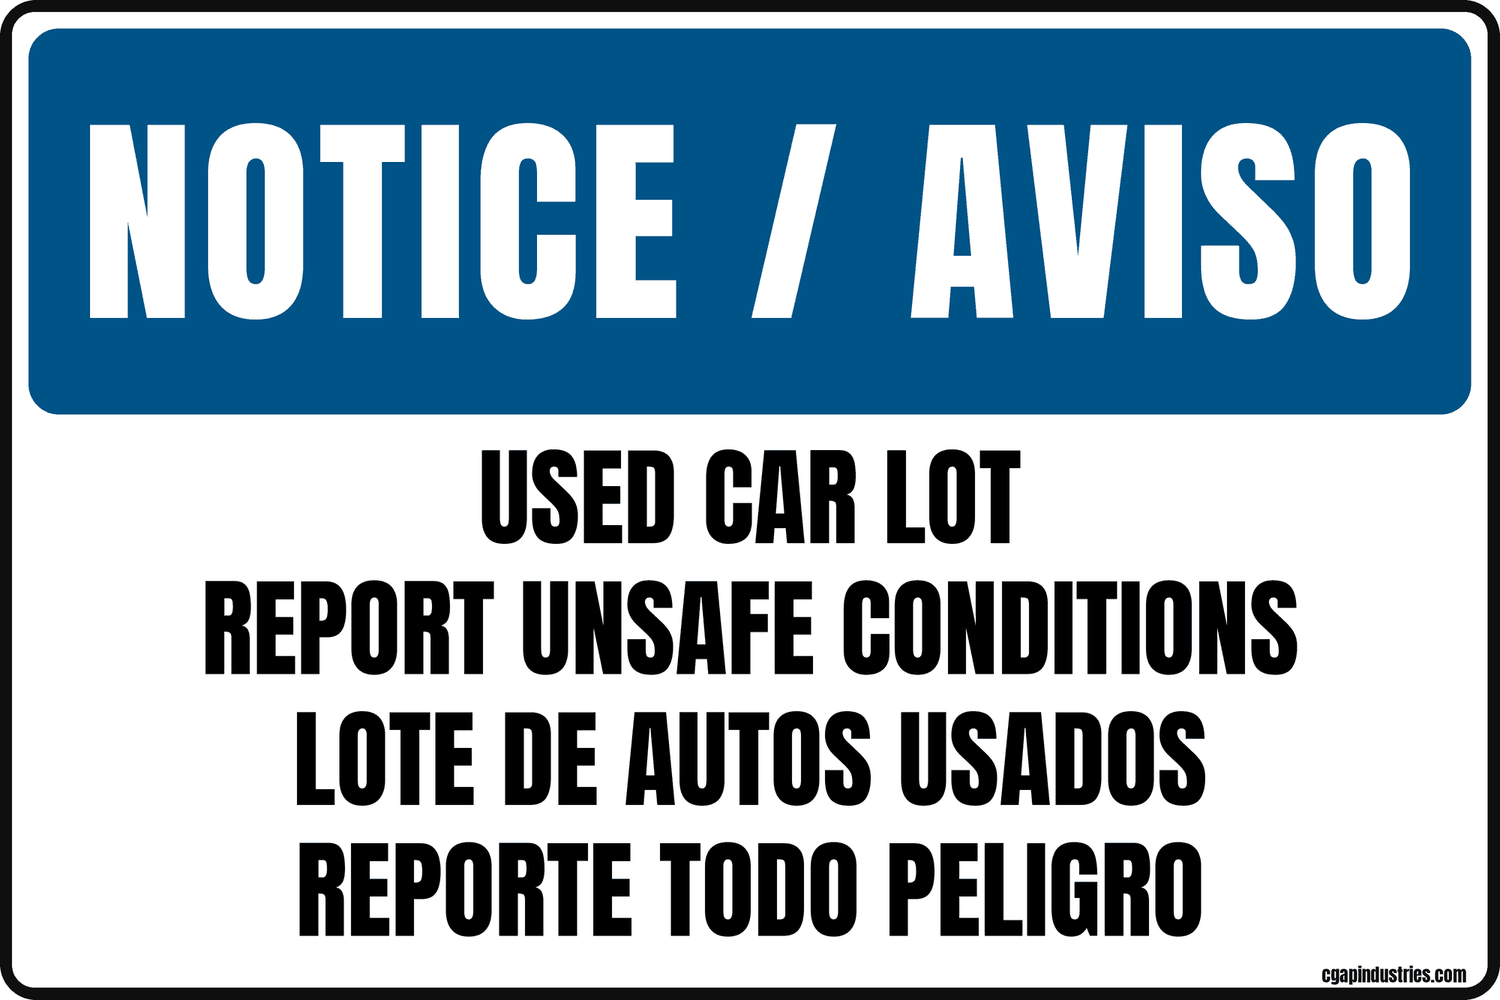 NOTICE / AVISO
USED CAR LOT
REPORT UNSAFE CONDITIONS
LOTE DE AUTOS USADOS
REPORTE TODO PELIGRO
cgapindustries.com